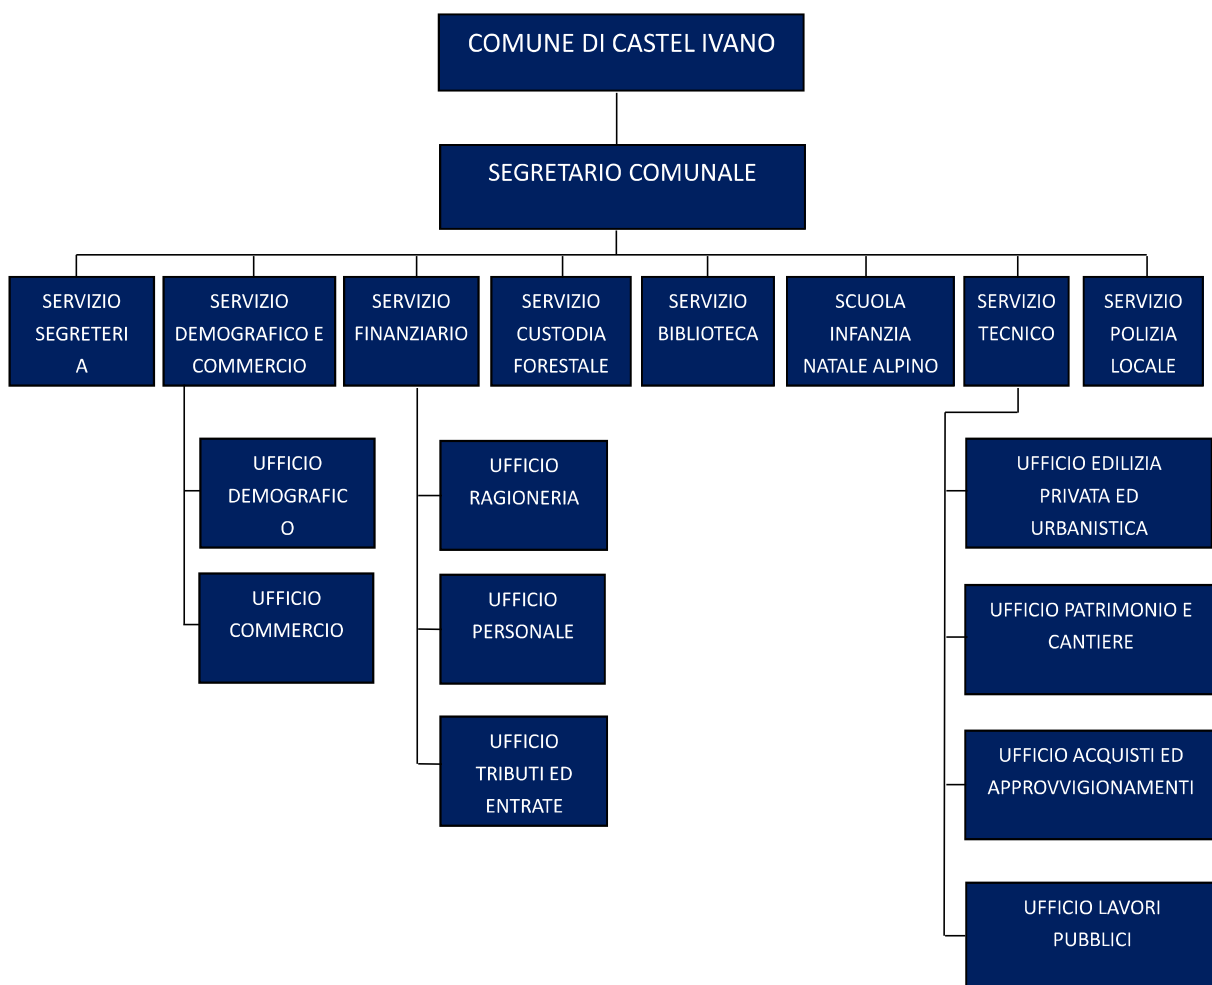 COMUNE DI CASTEL IVANO
SEGRETARIO COMUNALE
SERVIZIO
SEGRETERI
A
SERVIZIO
DEMOGRAFICO E
COMMERCIO
SERVIZIO
FINANZIARIO
SERVIZIO
CUSTODIA
FORESTALE
SERVIZIO
BIBLIOTECA
SCUOLA
INFANZIA
NATALE ALPINO
SERVIZIO
TECNICO
SERVIZIO
POLIZIA
LOCALE
UFFICIO
DEMOGRAFIC
O
UFFICIO
COMMERCIO
UFFICIO
RAGIONERIA
UFFICIO
PERSONALE
UFFICIO
TRIBUTI ED
ENTRATE
UFFICIO EDILIZIA
PRIVATA ED
URBANISTICA
UFFICIO PATRIMONIO E
CANTIERE
UFFICIO ACQUISTI ED
APPROVVIGIONAMENTI
UFFICIO LAVORI
PUBBLICI